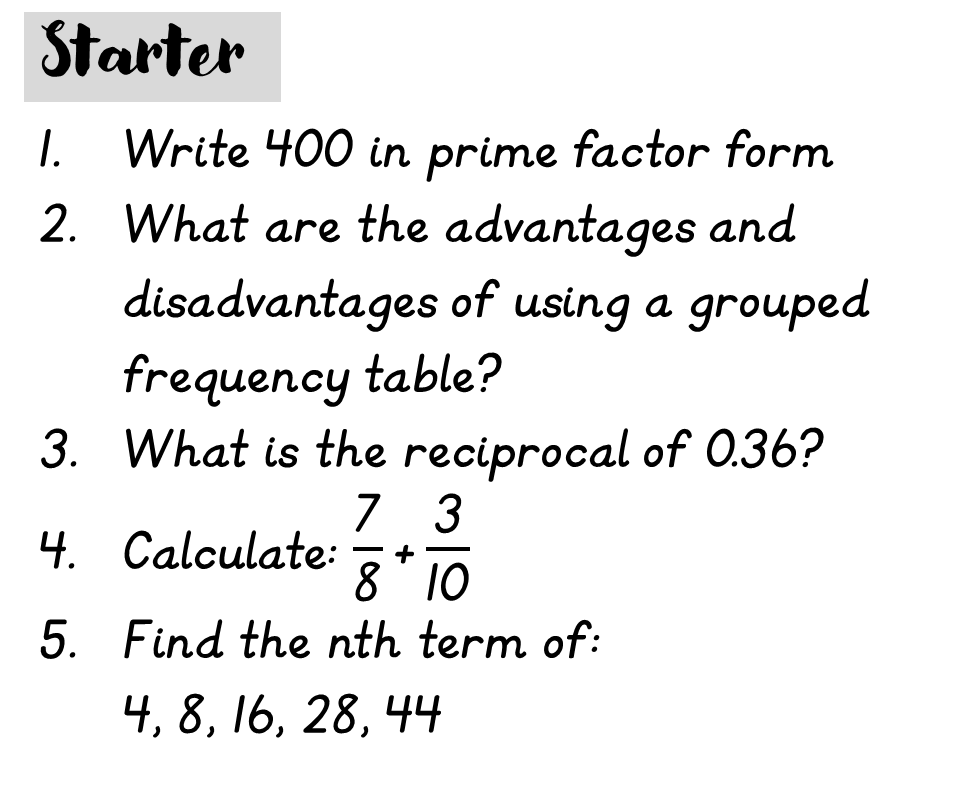 Starter
1. Write 400 in prime factor form
2. What are the advantages and
disadvantages of using a grouped
frequency table?
3. What is the reciprocal of 0.36?
4. Calculate: 7/8 + 3/10
5. Find the nth term of:
4, 8, 16, 28, 44